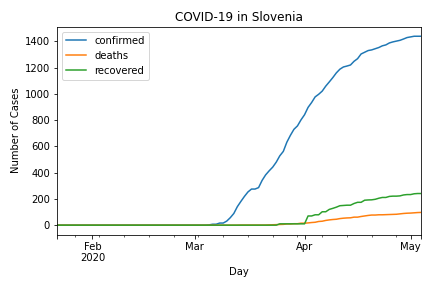 COVID-19 in Slovenia
confirmed
deaths
recovered
Number of Cases
1400
1200
1000
800
600
400
200
0
Feb
2020
Mar
Apr
May
Day